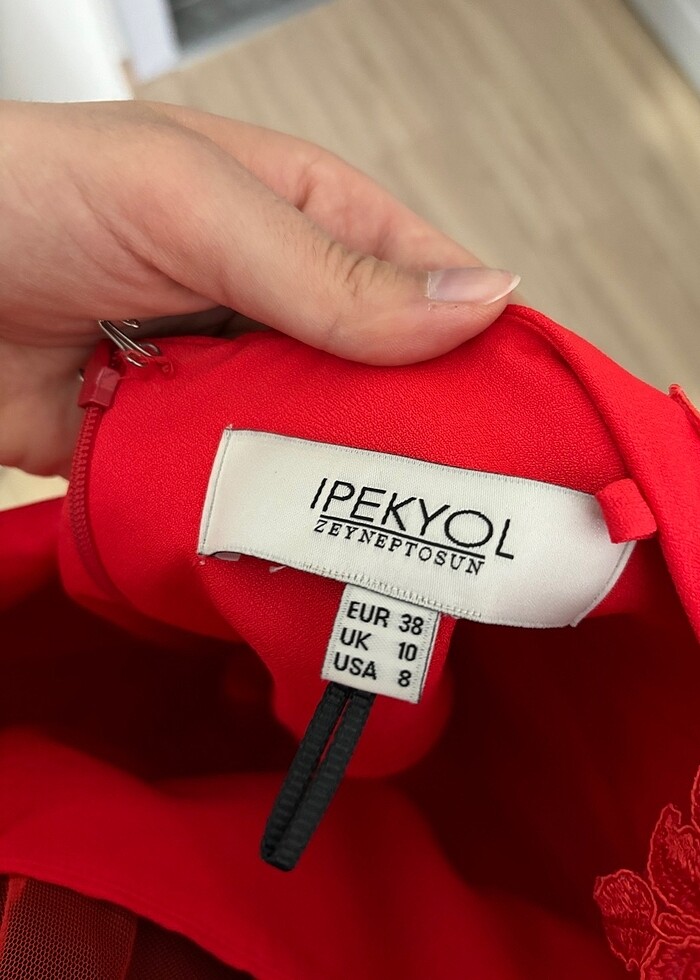 IPEKYOL
ZEYNEPTOSUN
EUR 38
UK 10
USA 8